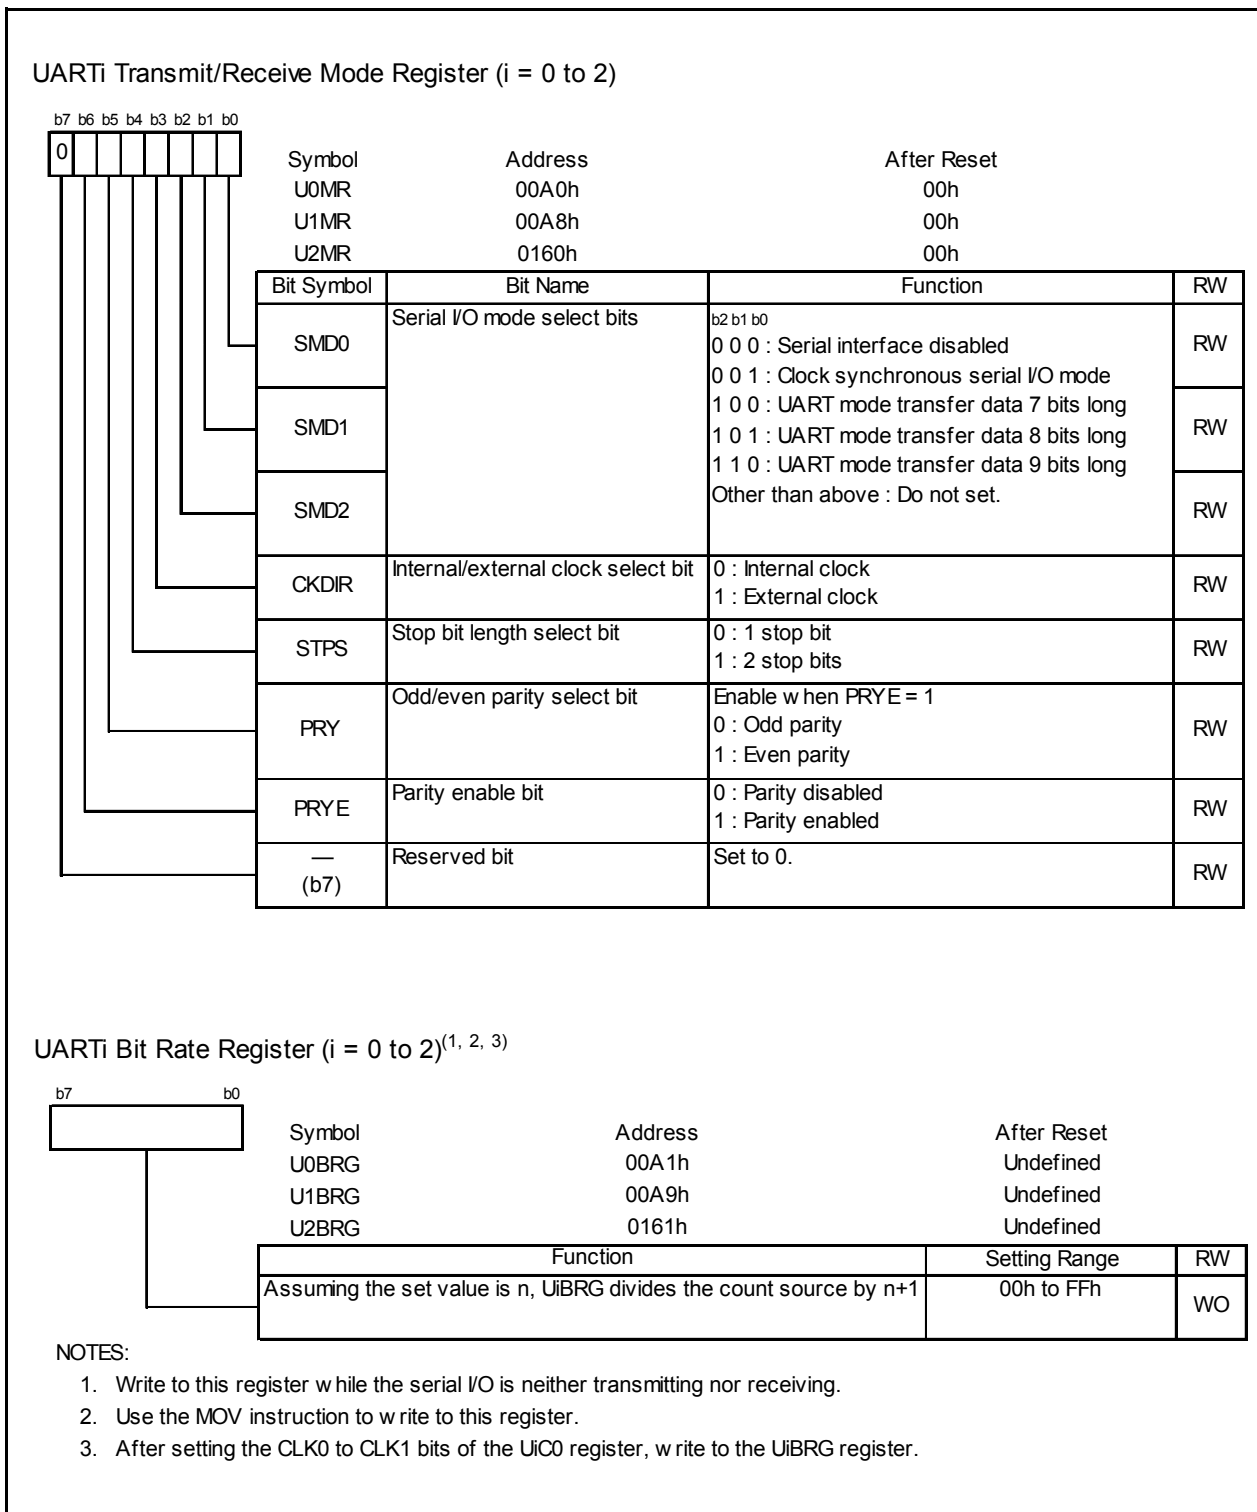 UARTi Transmit/Receive Mode Register (i = 0 to 2)
b7 b6 b5 b4 b3 b2 b1 b0
0
Symbol Address After Reset
U0MR 00A0h 00h
U1MR 00A8h 00h
U2MR 0160h 00h
Bit Symbol Bit Name Function RW
SMD0 Serial I/O mode select bits b2 b1 b0 RW
0 0 0 : Serial interface disabled
0 0 1 : Clock synchronous serial I/O mode
SMD1 1 0 0 : UART mode transfer data 7 bits long RW
1 0 1 : UART mode transfer data 8 bits long
1 1 0 : UART mode transfer data 9 bits long
SMD2 Other than above : Do not set. RW
CKDIR Internal/external clock select bit 0 : Internal clock RW
1 : External clock
STPS Stop bit length select bit 0 : 1 stop bit RW
1 : 2 stop bits
PRY Odd/even parity select bit Enable when PRYE = 1 RW
0 : Odd parity
1 : Even parity
PRYE Parity enable bit 0 : Parity disabled RW
1 : Parity enabled
— Reserved bit Set to 0. RW
(b7)
UARTi Bit Rate Register (i = 0 to 2)(1, 2, 3)
b7 b0
Symbol Address After Reset
U0BRG 00A1h Undefined
U1BRG 00A9h Undefined
U2BRG 0161h Undefined
Function Setting Range RW
Assuming the set value is n, UiBRG divides the count source by n+1 00h to FFh WO
NOTES:
1. Write to this register while the serial I/O is neither transmitting nor receiving.
2. Use the MOV instruction to write to this register.
3. After setting the CLK0 to CLK1 bits of the UiC0 register, write to the UiBRG register.